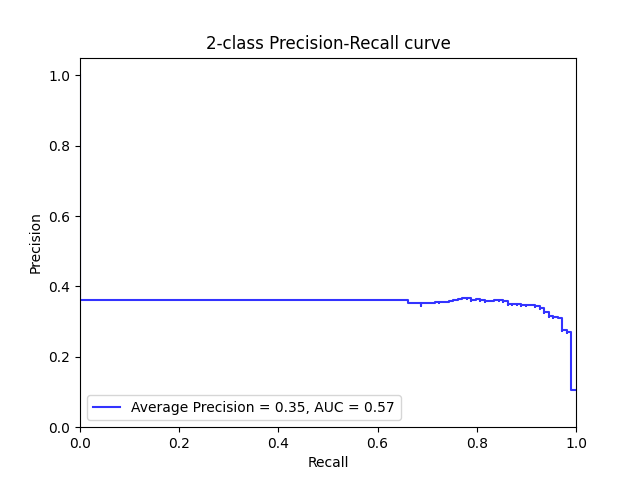 2-class Precision-Recall curve
1.0
0.8
0.6
0.4
0.2
0.0
Precision
Average Precision = 0.35, AUC = 0.57
0.0 0.2 0.4 0.6 0.8 1.0
Recall